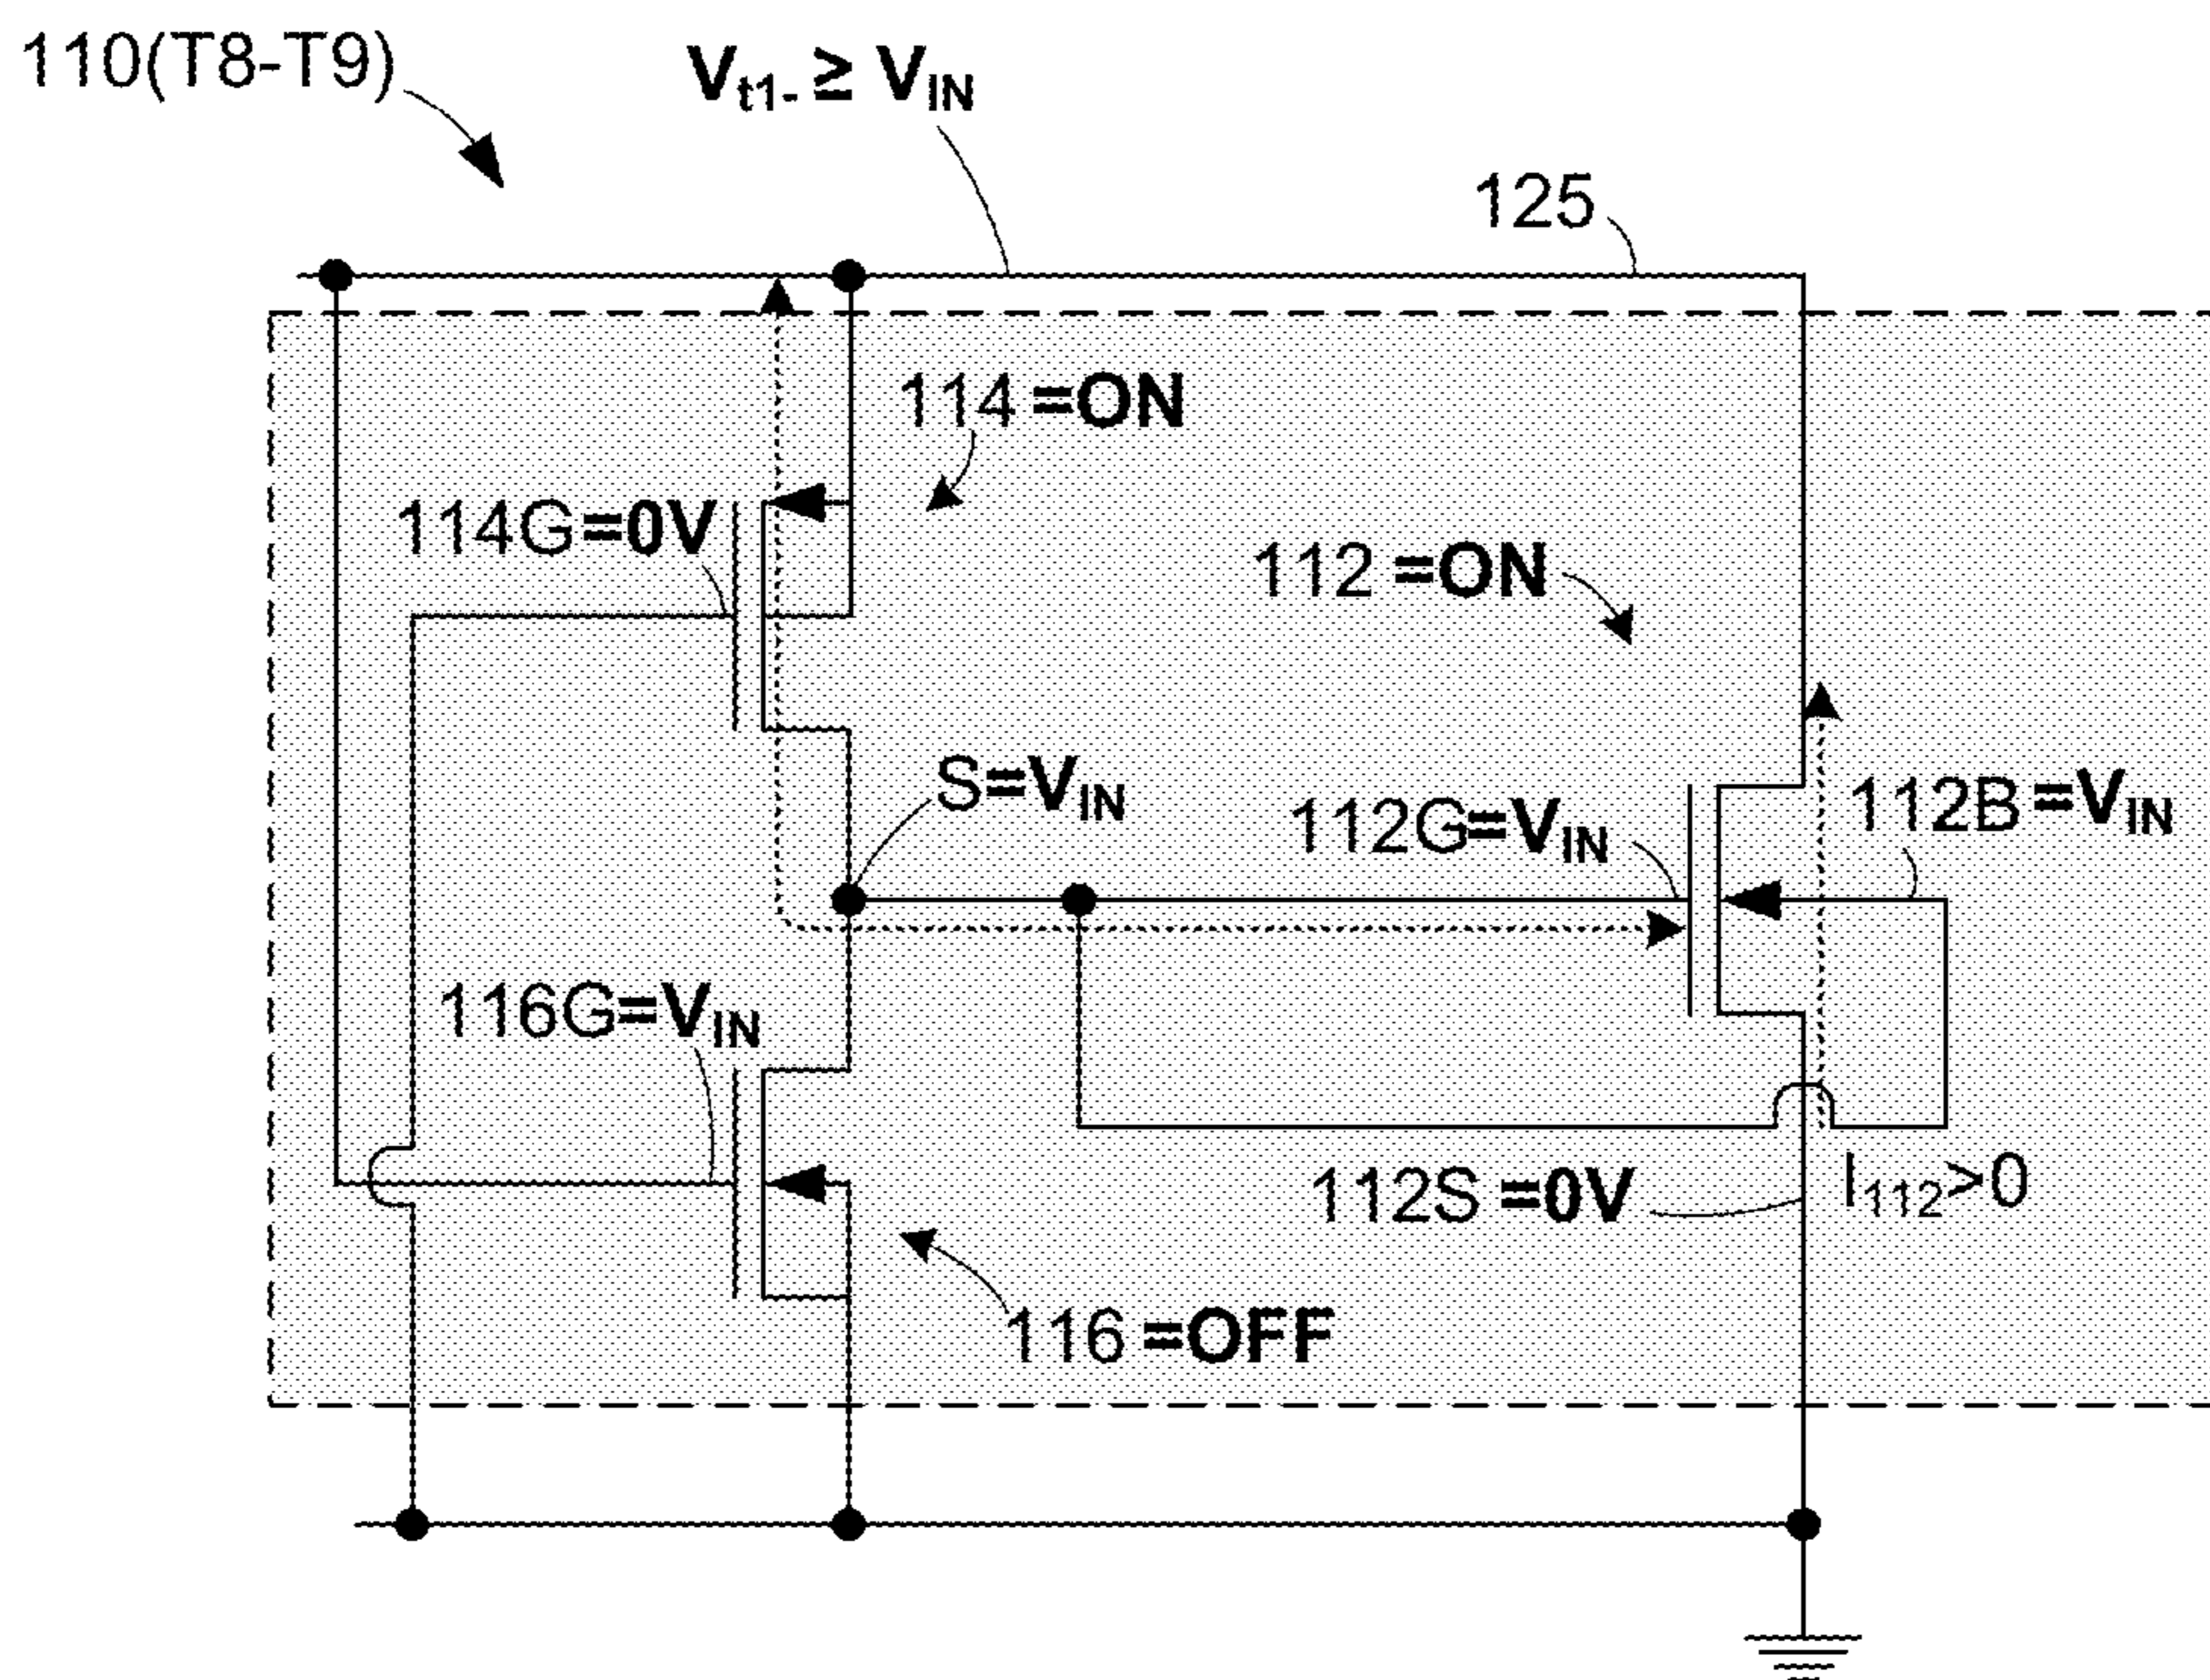 110(T8-T9)
Vt1- ≥ VIN
125
114 =ON
114G=0V
112 =ON
S=VIN
112G=VIN
112B =VIN
116G=VIN
112S =0V
I112>0
116 =OFF